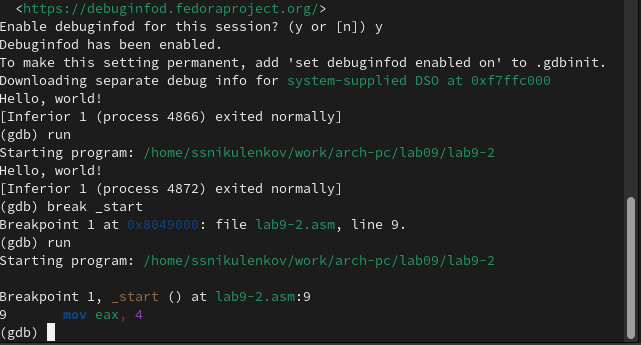 <https://debuginfod.fedoraproject.org/>
Enable debuginfod for this session? (y or [n]) y
Debuginfod has been enabled.
To make this setting permanent, add 'set debuginfod enabled on' to .gdbinit.
Downloading separate debug info for system-supplied DSO at 0xf7ffc000
Hello, world!
[Inferior 1 (process 4866) exited normally]
(gdb) run
Starting program: /home/ssnikulenkov/work/arch-pc/lab09/lab9-2
Hello, world!
[Inferior 1 (process 4872) exited normally]
(gdb) break _start
Breakpoint 1 at 0x8049000: file lab9-2.asm, line 9.
(gdb) run
Starting program: /home/ssnikulenkov/work/arch-pc/lab09/lab9-2

Breakpoint 1, _start () at lab9-2.asm:9
9       mov eax, 4
(gdb)